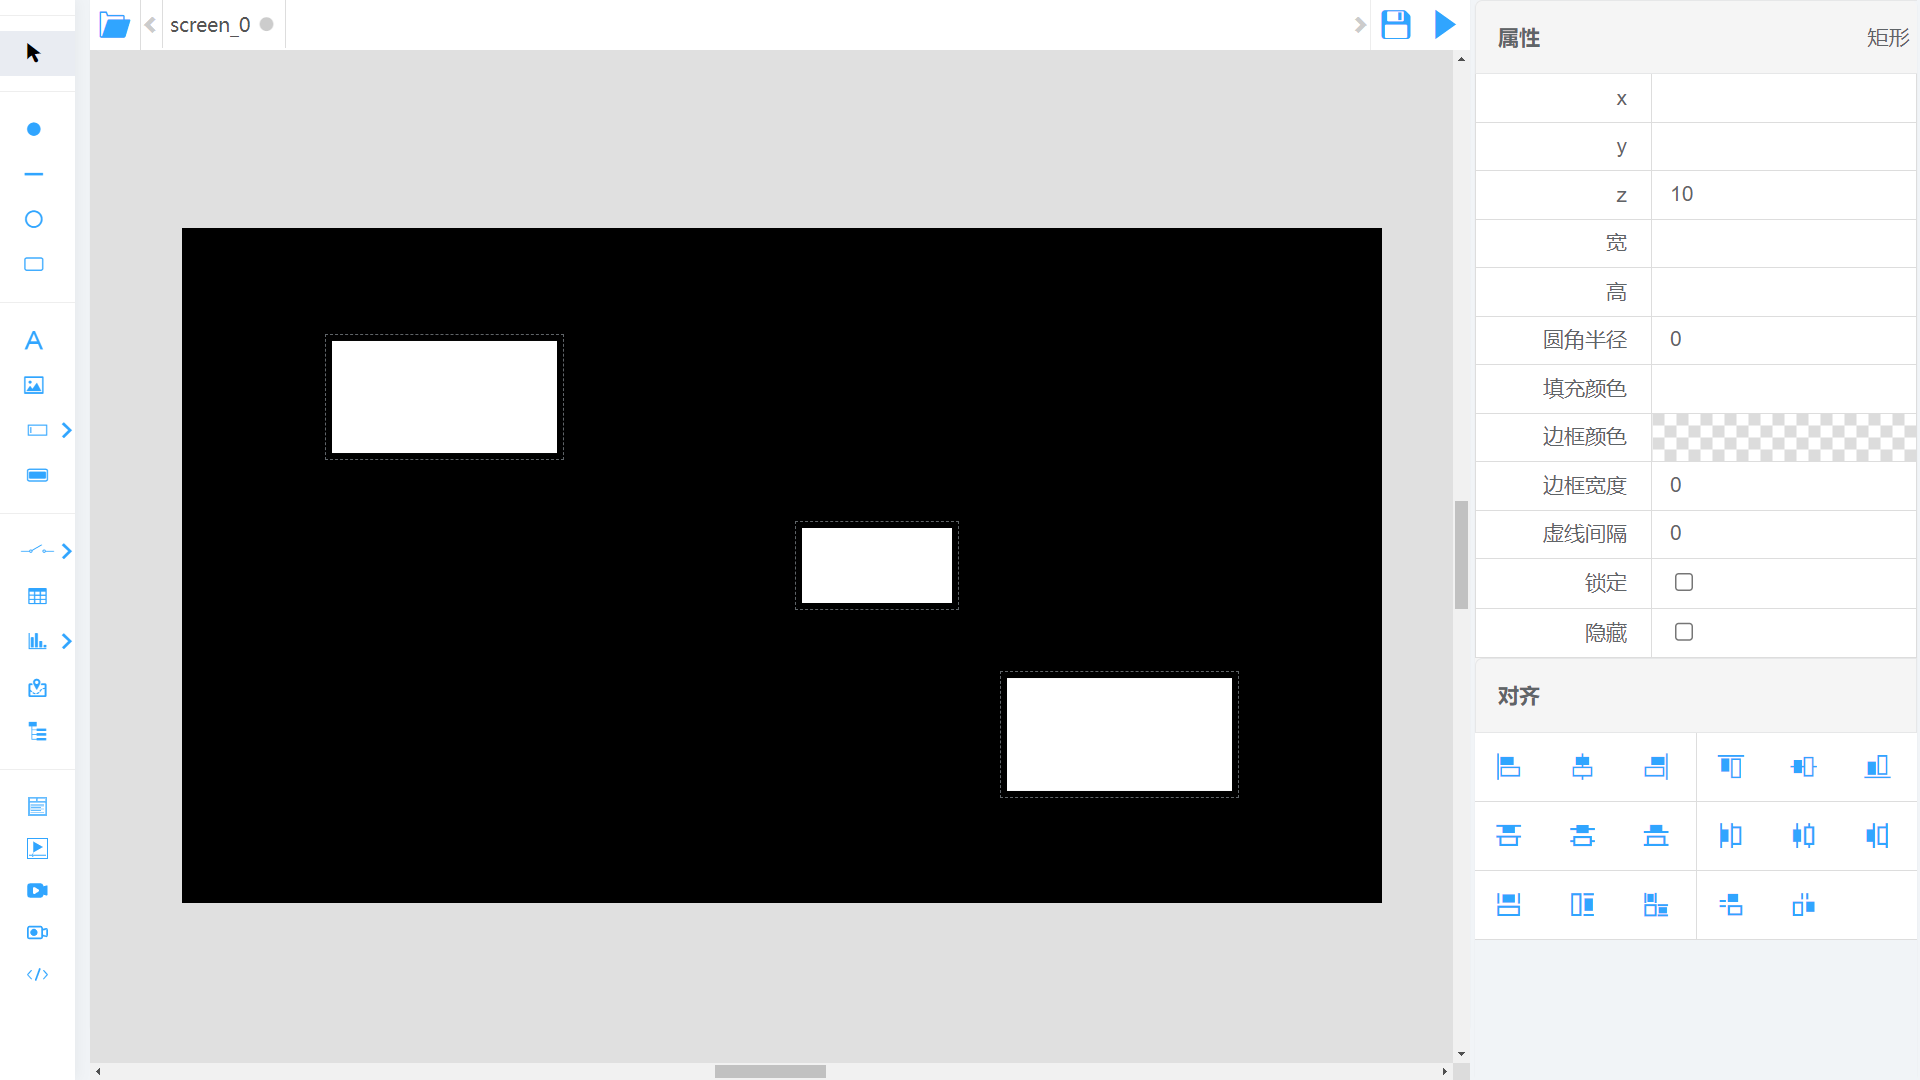 screen_0
属性 矩形
x
y
z 10
宽
高
圆角半径 0
填充颜色
边框颜色
边框宽度 0
虚线间隔 0
锁定
隐藏
对齐